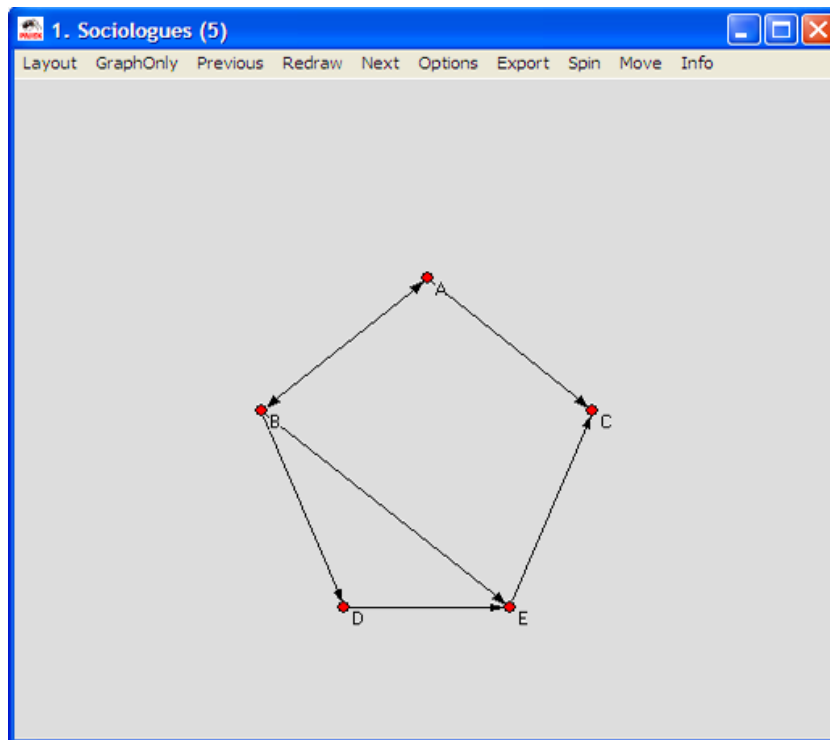 1. Sociologues (5)
Layout GraphOnly Previous Redraw Next Options Export Spin Move Info
A
B
C
D
E